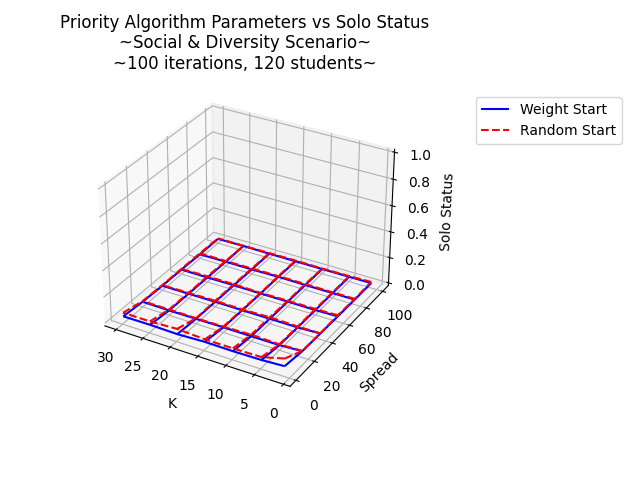 Priority Algorithm Parameters vs Solo Status
~Social & Diversity Scenario~
~100 iterations, 120 students~
Weight Start
Random Start
1.0
0.8
0.6
0.4
0.2
0.0
Solo Status
100
80
60
40
20
0
Spread
30
25
20
15
10
5
0
K